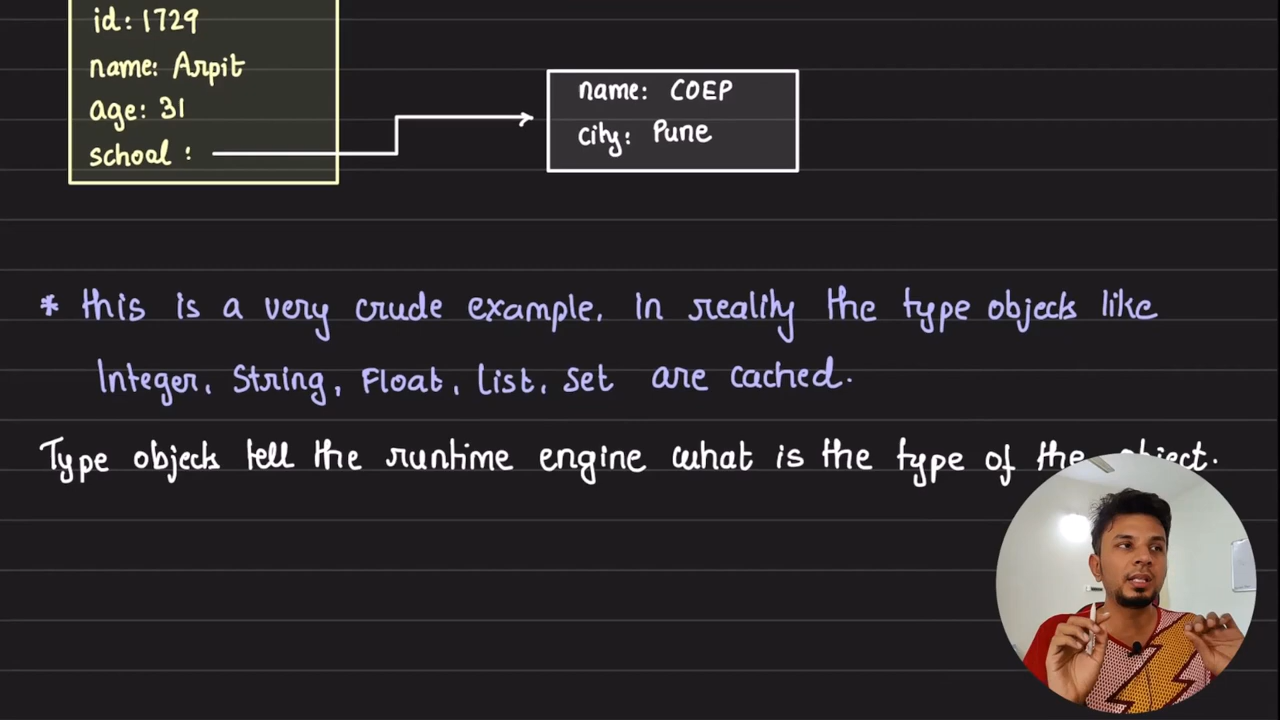 id: 1729
name: Arpit
age: 31
school :
name: COEP
city: Pune
* this is a very crude example. In reality the type objects like
Integer, String, Float, List, Set are cached.
Type objects tell the runtime engine what is the type of the object.